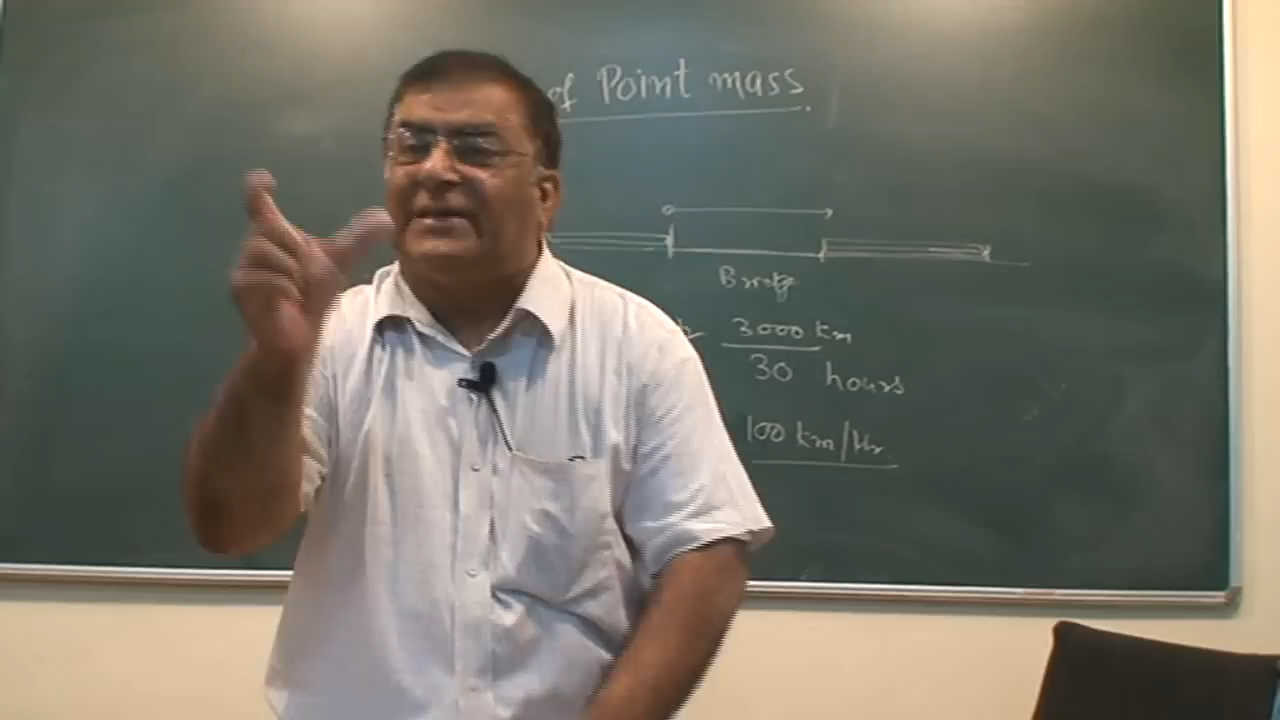 of Point mass
Bridge
3000 km
30 hours
100 km/Hr